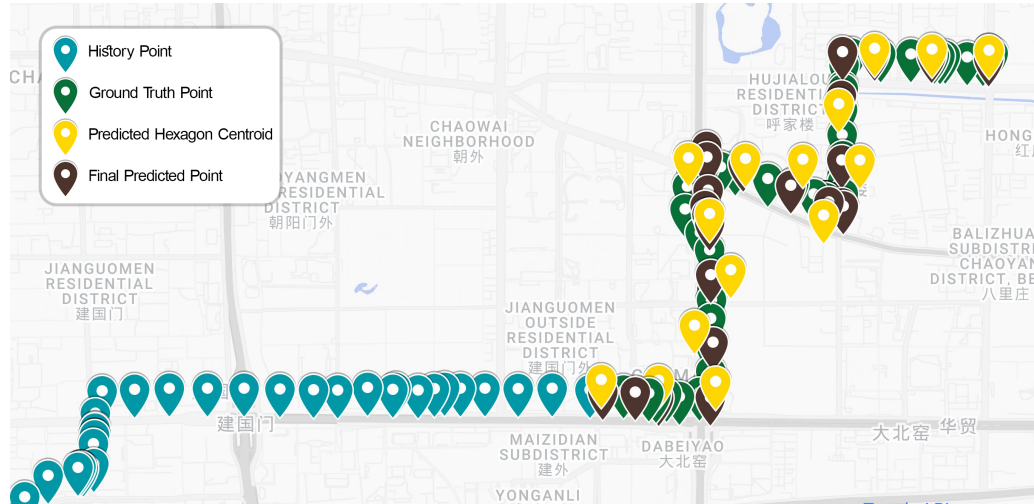 History Point
Ground Truth Point
Predicted Hexagon Centroid
Final Predicted Point
CHAOWAI
NEIGHBORHOOD
朝外
HUJIALOU
RESIDENTI
DISTRICT
呼家楼
HONG
红
OYANGMEN
RESIDENTIAL
DISTRICT
朝阳门外
JIANGUOMEN
RESIDENTIAL
DISTRICT
建国门
BALIZHUA
SUBDISTRI
CHAOYAN
DISTRICT, BE
八里庄
JIANGUOMEN
OUTSIDE
RESIDENTIAL
DISTRICT
建国门外
建国门
MAIZIDIAN
SUBDISTRICT
建外
DABEIYAO
大北窑
大北窑
华贸
YONGANLI